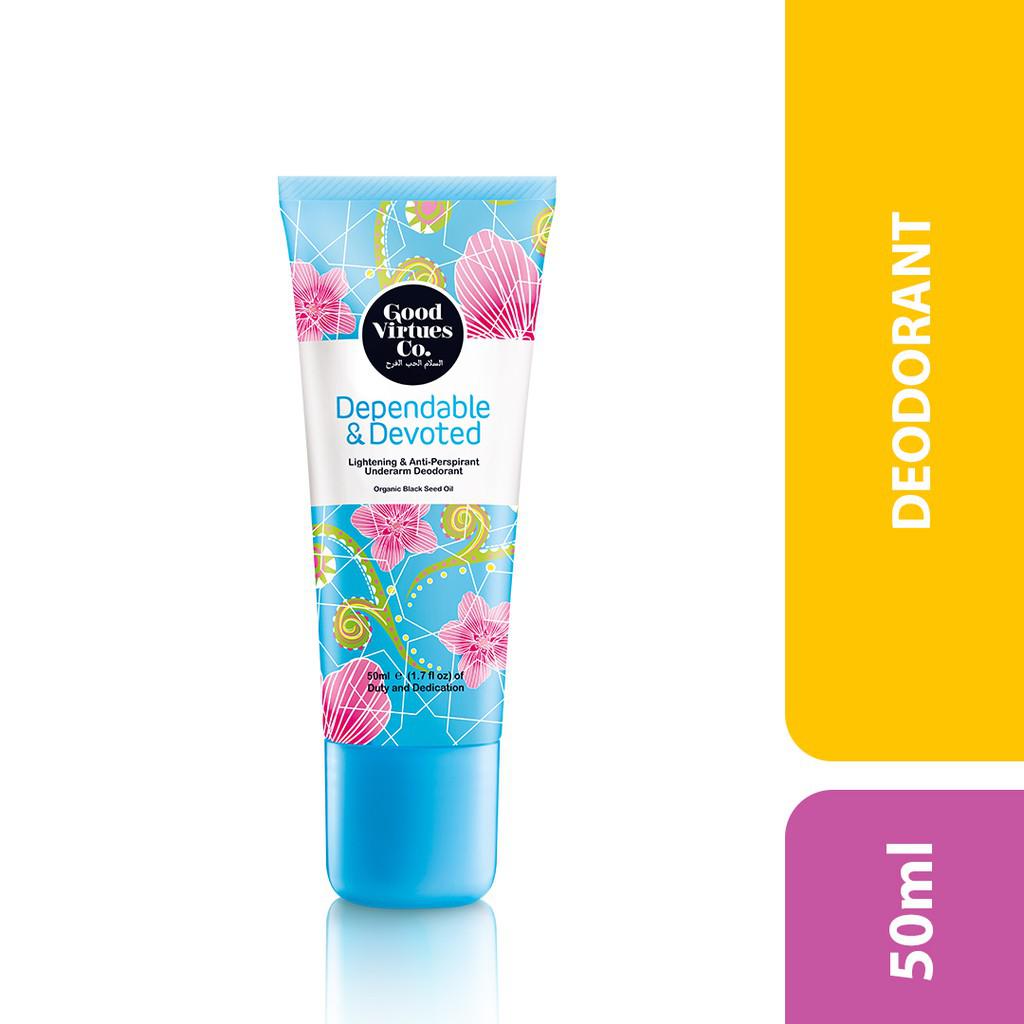 Good
Virtues
Co.
السلام الحب الفرح
Dependable
& Devoted
Lightening & Anti-Perspirant
Underarm Deodorant
Organic Black Seed Oil
50ml e (1.7 fl oz) of
Duty and Dedication
DEODORANT
50ml